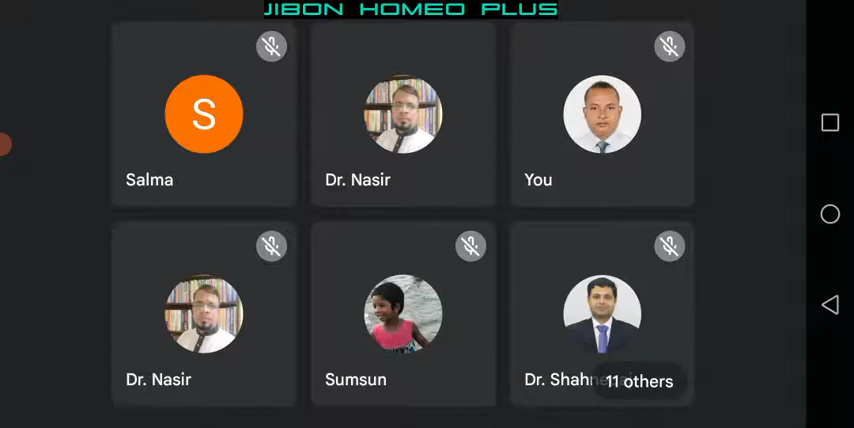 JIBON HOMEO PLUS
S
Salma
Dr. Nasir
You
Dr. Nasir
Sumsun
Dr. Shahn
11 others